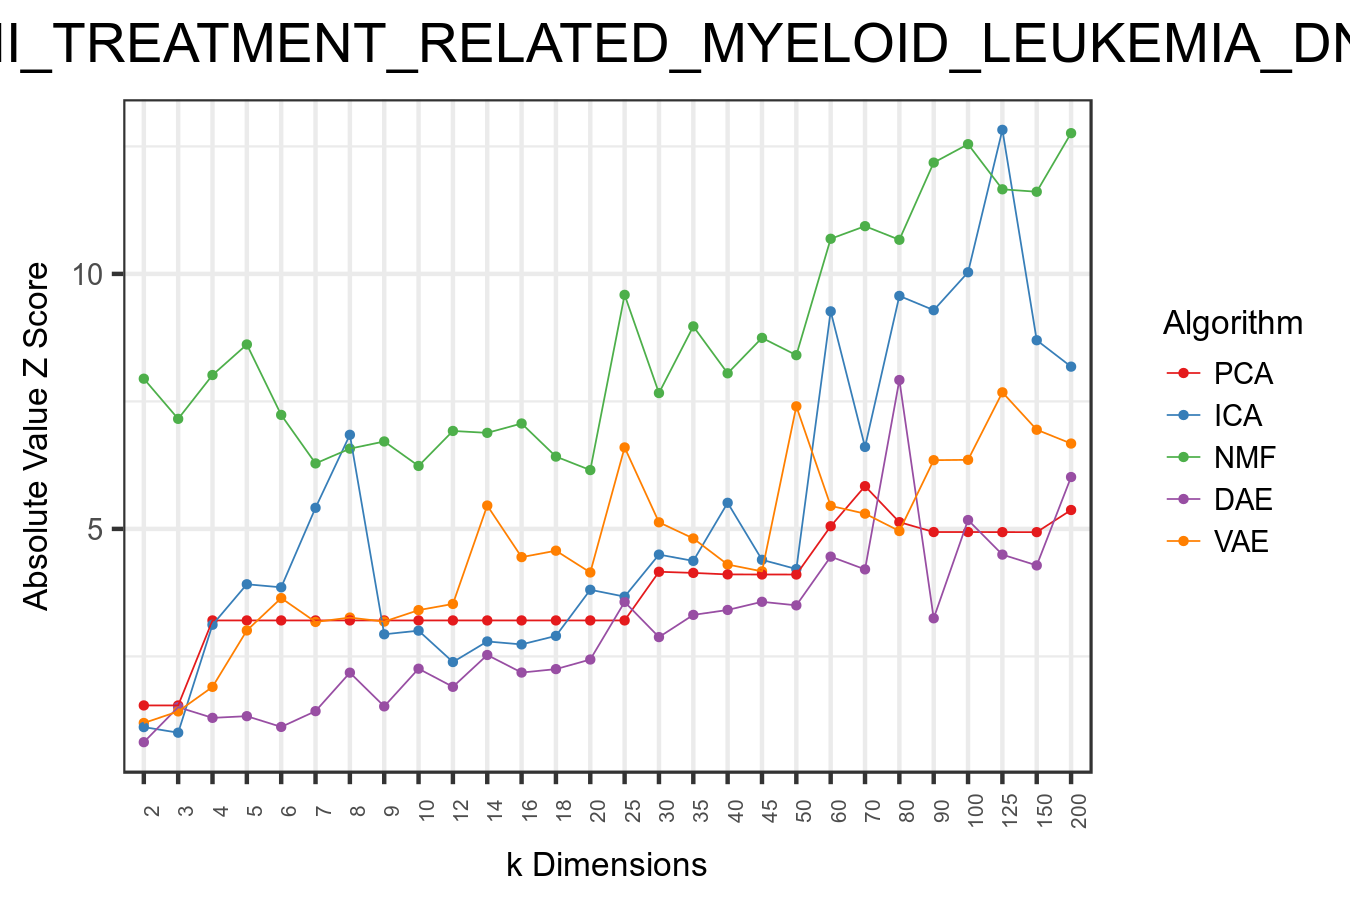 I_TREATMENT_RELATED_MYELOID_LEUKEMIA_DN
Absolute Value Z Score
10
5
2 3 4 5 6 7 8 9 10 12 14 16 18 20 25 30 35 40 45 50 60 70 80 90 100 125 150 200
k Dimensions
Algorithm
PCA
ICA
NMF
DAE
VAE